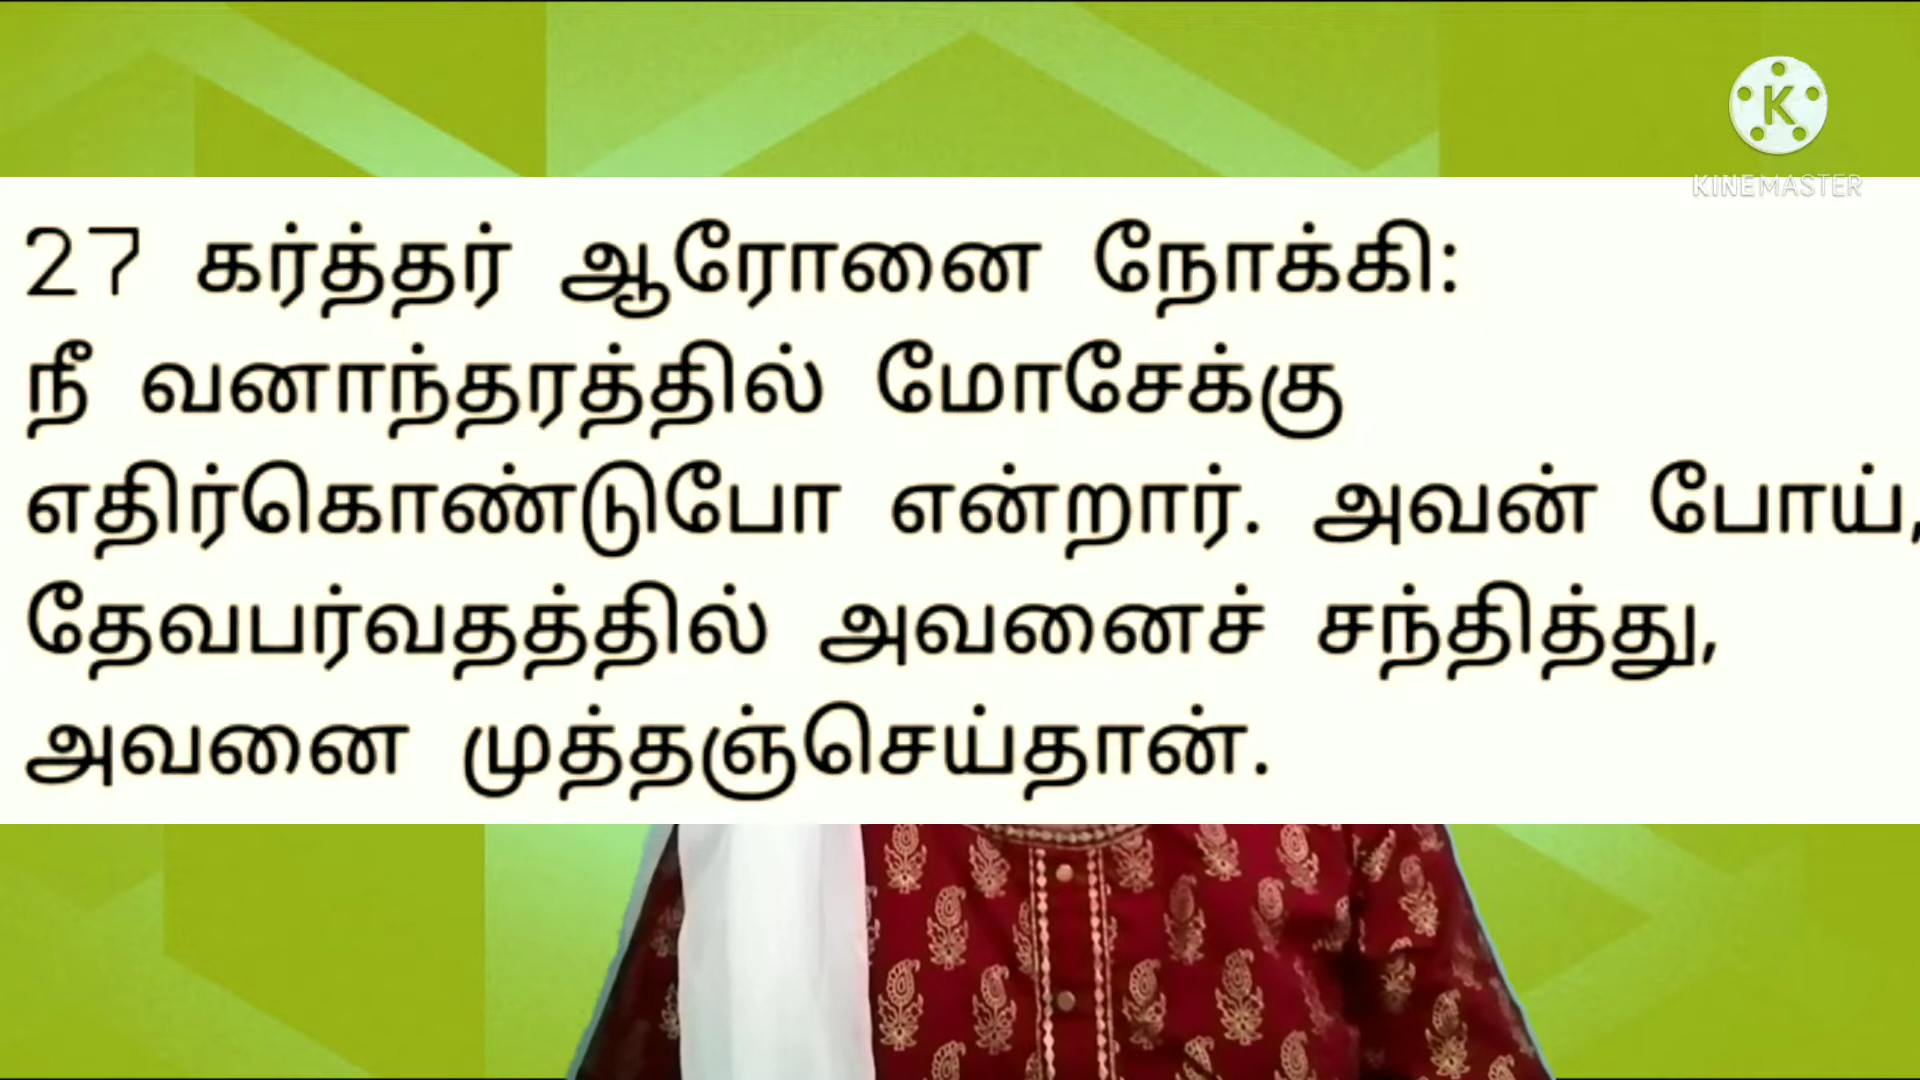 K
KINEMASTER
27 கர்த்தர் ஆரோனை நோக்கி:
நீ வனாந்தரத்தில் மோசேக்கு
எதிர்கொண்டுபோ என்றார். அவன் போய்,
தேவபர்வதத்தில் அவனைச் சந்தித்து,
அவனை முத்தஞ்செய்தான்.